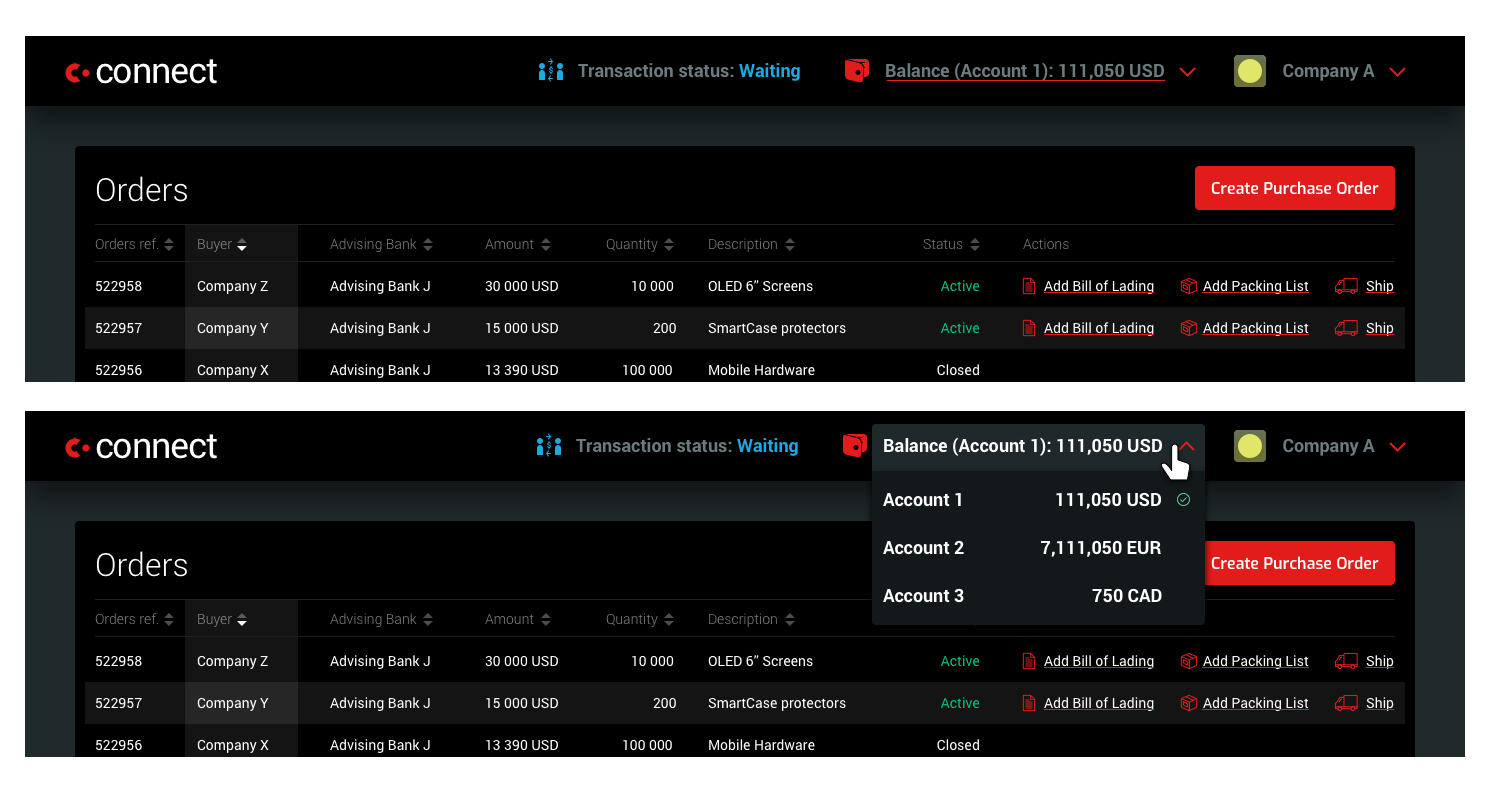 connect Transaction status: Waiting Balance (Account 1): 111,050 USD Company A
Orders Create Purchase Order
Orders ref. Buyer Advising Bank Amount Quantity Description Status Actions
522958 Company Z Advising Bank J 30 000 USD 10 000 OLED 6” Screens Active Add Bill of Lading Add Packing List Ship
522957 Company Y Advising Bank J 15 000 USD 200 SmartCase protectors Active Add Bill of Lading Add Packing List Ship
522956 Company X Advising Bank J 13 390 USD 100 000 Mobile Hardware Closed
connect Transaction status: Waiting Balance (Account 1): 111,050 USD Company A
Account 1 111,050 USD
Account 2 7,111,050 EUR
Account 3 750 CAD
Orders Create Purchase Order
Orders ref. Buyer Advising Bank Amount Quantity Description
522958 Company Z Advising Bank J 30 000 USD 10 000 OLED 6” Screens Active Add Bill of Lading Add Packing List Ship
522957 Company Y Advising Bank J 15 000 USD 200 SmartCase protectors Active Add Bill of Lading Add Packing List Ship
522956 Company X Advising Bank J 13 390 USD 100 000 Mobile Hardware Closed